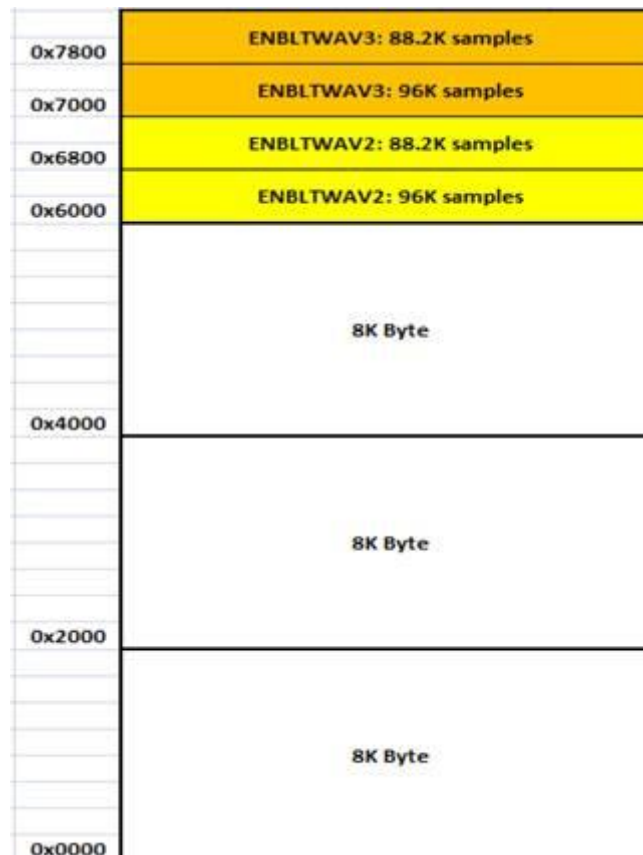 ENBLTWAV3: 88.2K samples
0x7800
ENBLTWAV3: 96K samples
0x7000
ENBLTWAV2: 88.2K samples
0x6800
ENBLTWAV2: 96K samples
0x6000
8K Byte
0x4000
8K Byte
0x2000
8K Byte
0x0000